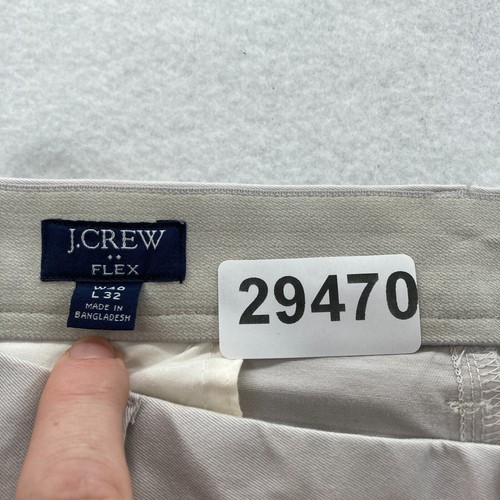 J.CREW
FLEX
L 32
MADE IN
BANGLADESH
29470